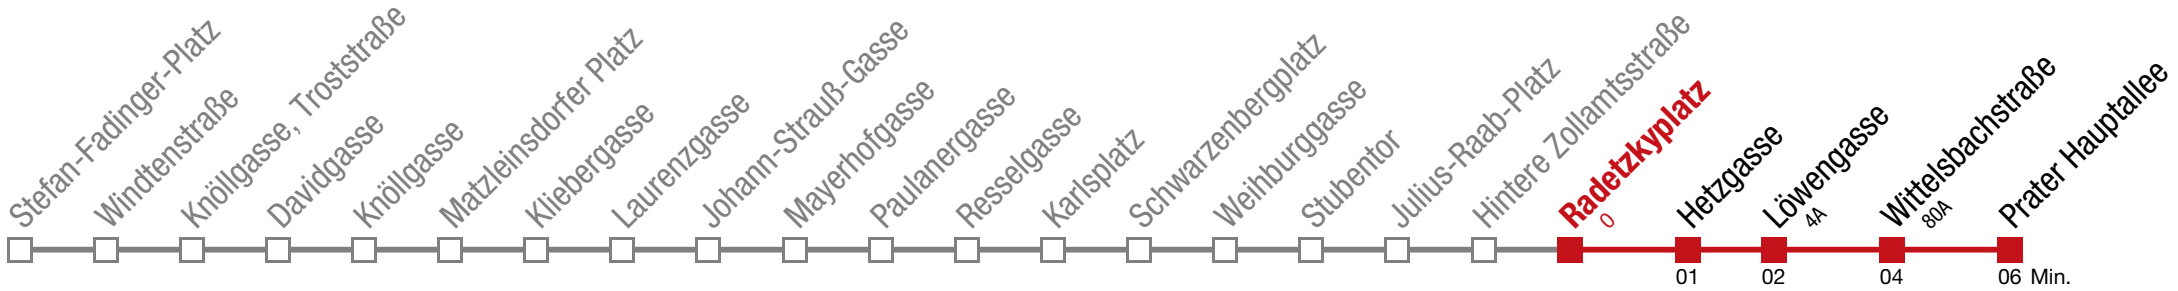 Stefan-Fadinger-Platz
Windtenstraße
Knöllgasse, Troststraße
Davidgasse
Knöllgasse
Matzleinsdorfer Platz
Kliebergasse
Laurenzgasse
Johann-Strauß-Gasse
Mayerhofgasse
Paulanergasse
Resselgasse
Karlsplatz
Schwarzenbergplatz
Weihburggasse
Stubentor
Julius-Raab-Platz
Hintere Zollamtsstraße
Radetzkyplatz
O
Hetzgasse
Löwengasse
4A
Wittelsbachstraße
80A
Prater Hauptallee
01 02 04 06 Min.